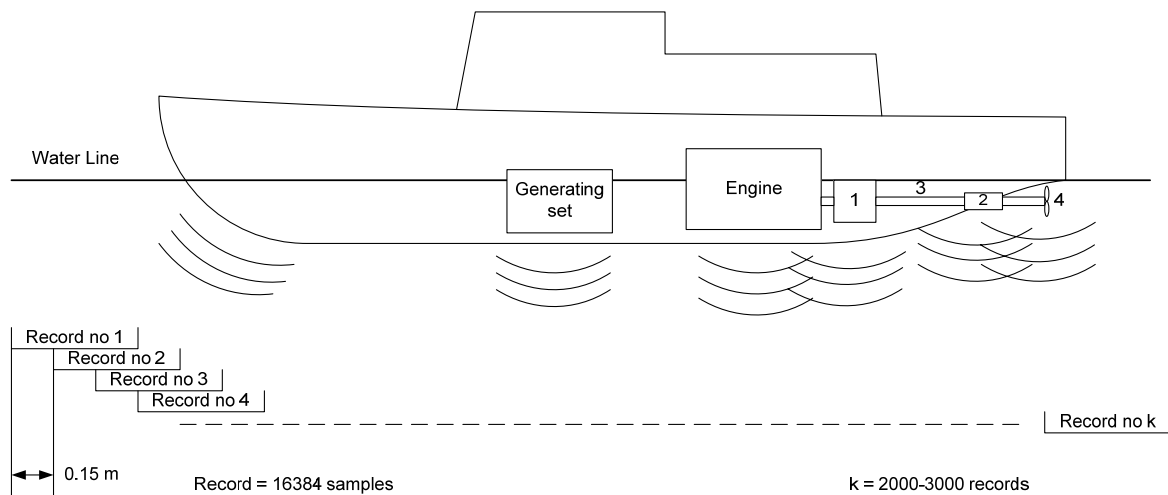 Water Line
Generating
set
Engine
1
3
2
4
Record no 1
Record no 2
Record no 3
Record no 4
Record no k
0.15 m
Record = 16384 samples
k = 2000-3000 records